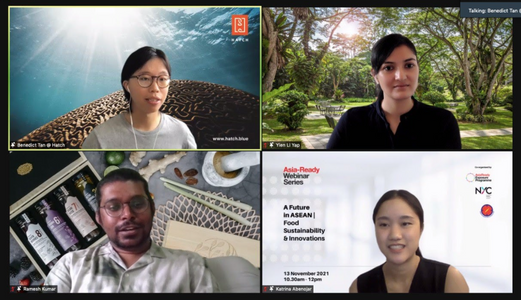 Talking: Benedict Tan @
HATCH
www.hatch.blue
Benedict Tan @ Hatch
Yien Li Yap
Ramesh Kumar
Asia-Ready
Webinar
Series
A Future
in ASEAN |
Food
Sustainability
& Innovations
13 November 2021
10.30am - 12pm
NYC
Katrina Abenojar